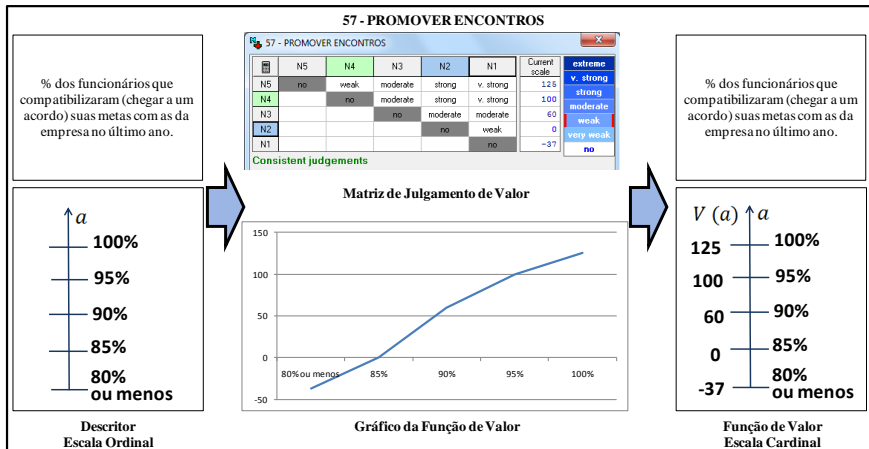 57 - PROMOVER ENCONTROS
% dos funcionários que
compatibilizaram (chegar a um
acordo) suas metas com as da
empresa no último ano.
57 - PROMOVER ENCONTROS
N5 N4 N3 N2 N1 Current scale
N5 no weak moderate strong v. strong 125
N4 no moderate strong v. strong 100
N3 no moderate moderate 60
N2 no weak 0
N1 no -37
Consistent judgements
extreme
v. strong
strong
moderate
weak
very weak
no
% dos funcionários que
compatibilizaram (chegar a um
acordo) suas metas com as da
empresa no último ano.
Matriz de Julgamento de Valor
a
100%
95%
90%
85%
80%
ou menos
Descritor
Escala Ordinal
150
100
50
0
-50
80% ou menos 85% 90% 95% 100%
Gráfico da Função de Valor
V (a) a
125 100%
100 95%
60 90%
0 85%
-37 80%
ou menos
Função de Valor
Escala Cardinal